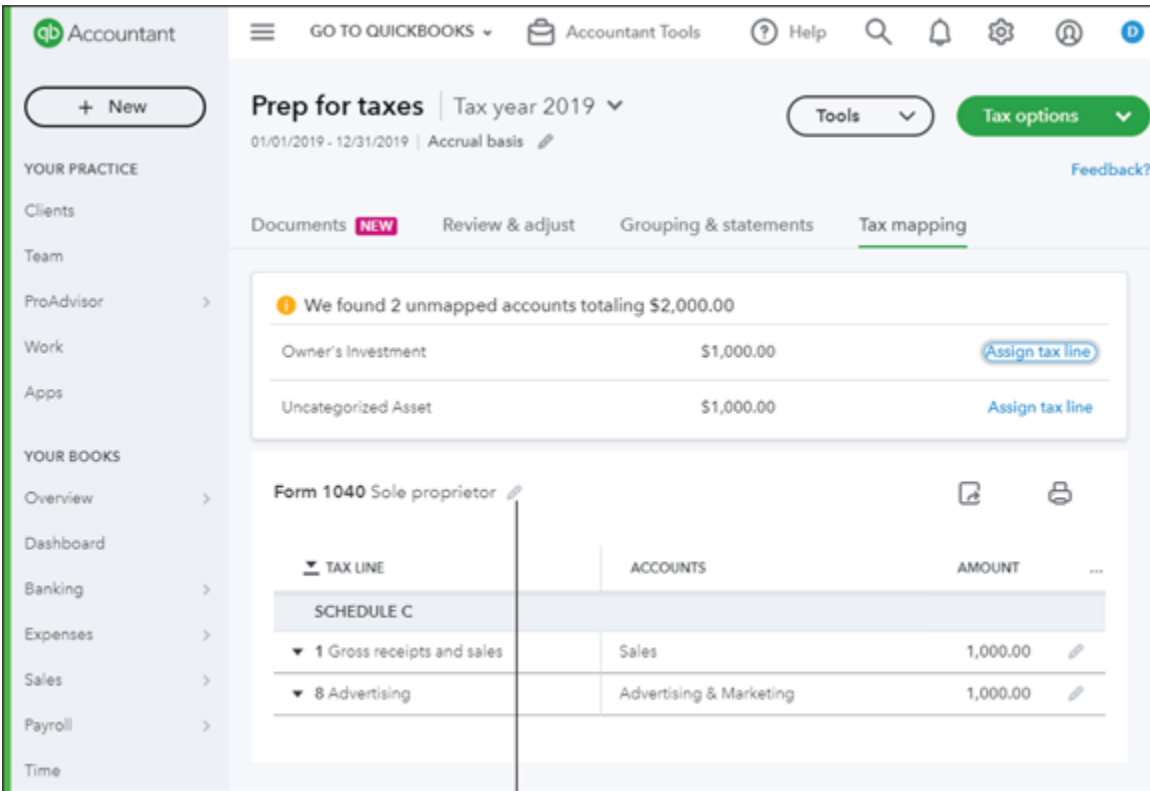 qb Accountant
GO TO QUICKBOOKS
Accountant Tools
? Help
D
+ New
Prep for taxes | Tax year 2019
Tools
Tax options
01/01/2019 - 12/31/2019 | Accrual basis
Feedback?
YOUR PRACTICE
Clients
Team
ProAdvisor
Work
Apps
YOUR BOOKS
Overview
Dashboard
Banking
Expenses
Sales
Payroll
Time
Documents NEW
Review & adjust
Grouping & statements
Tax mapping
We found 2 unmapped accounts totaling $2,000.00
Owner's Investment $1,000.00 Assign tax line
Uncategorized Asset $1,000.00 Assign tax line
Form 1040 Sole proprietor
TAX LINE ACCOUNTS AMOUNT ...
SCHEDULE C
1 Gross receipts and sales Sales 1,000.00
8 Advertising Advertising & Marketing 1,000.00